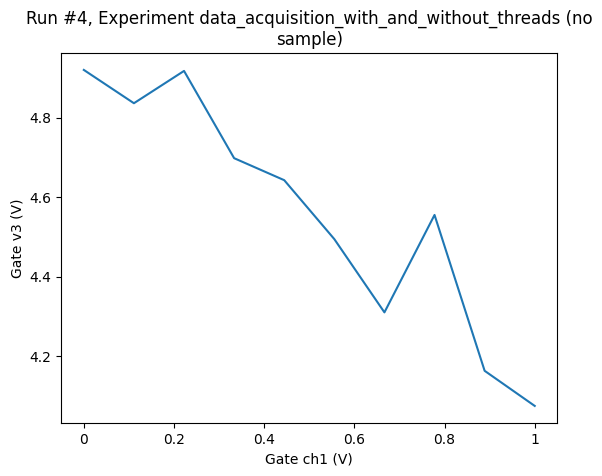 Run #4, Experiment data_acquisition_with_and_without_threads (no
sample)
4.8
4.6
4.4
4.2
Gate v3 (V)
0
0.2
0.4
0.6
0.8
1
Gate ch1 (V)